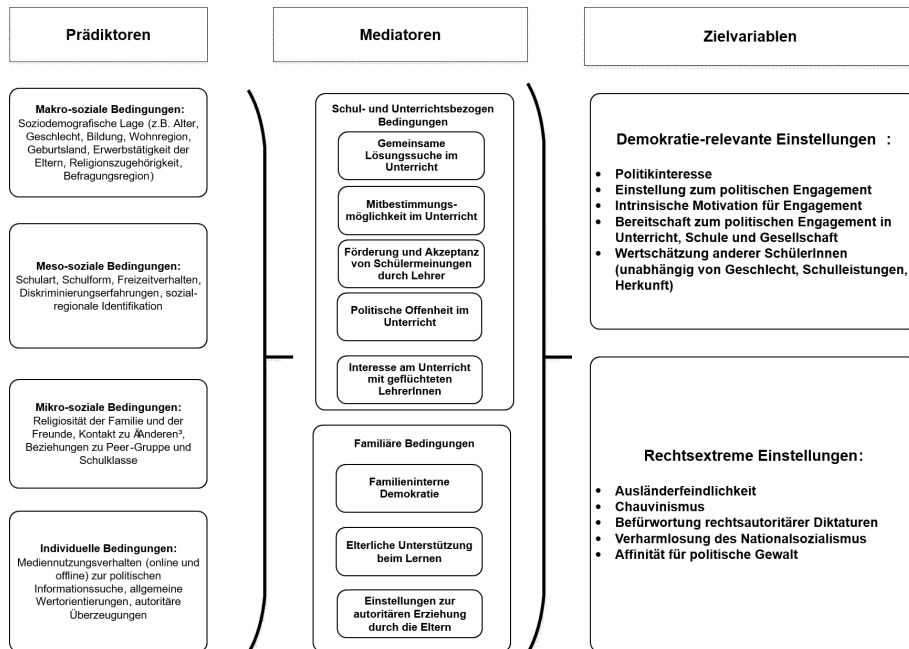 Prädiktoren
Mediatoren
Zielvariablen
Makro-soziale Bedingungen:
Soziodemografische Lage (z.B. Alter,
Geschlecht, Bildung, Wohnregion,
Geburtsland, Erwerbstätigkeit der
Eltern, Religionszugehörigkeit,
Befragungsregion)
Meso-soziale Bedingungen:
Schulart, Schulform, Freizeitverhalten,
Diskriminierungserfahrungen, sozial-
regionale Identifikation
Mikro-soziale Bedingungen:
Religiosität der Familie und der
Freunde, Kontakt zu Änderen³,
Beziehungen zu Peer-Gruppe und
Schulklasse
Individuelle Bedingungen:
Mediennutzungsverhalten (online und
offline) zur politischen
Informationssuche, allgemeine
Wertorientierungen, autoritäre
Überzeugungen
Schul- und Unterrichtsbezogen
Bedingungen
Gemeinsame
Lösungssuche im
Unterricht
Mitbestimmungs-
möglichkeit im Unterricht
Förderung und Akzeptanz
von Schülermeinungen
durch Lehrer
Politische Offenheit im
Unterricht
Interesse am Unterricht
mit geflüchteten
LehrerInnen
Familiäre Bedingungen
Familieninterne
Demokratie
Elterliche Unterstützung
beim Lernen
Einstellungen zur
autoritären Erziehung
durch die Eltern
Demokratie-relevante Einstellungen :
• Politikinteresse
• Einstellung zum politischen Engagement
• Intrinsische Motivation für Engagement
• Bereitschaft zum politischen Engagement in
Unterricht, Schule und Gesellschaft
• Wertschätzung anderer SchülerInnen
(unabhängig von Geschlecht, Schulleistungen,
Herkunft)
Rechtsextreme Einstellungen:
• Ausländerfeindlichkeit
• Chauvinismus
• Befürwortung rechtsautoritärer Diktaturen
• Verharmlosung des Nationalsozialismus
• Affinität für politische Gewalt